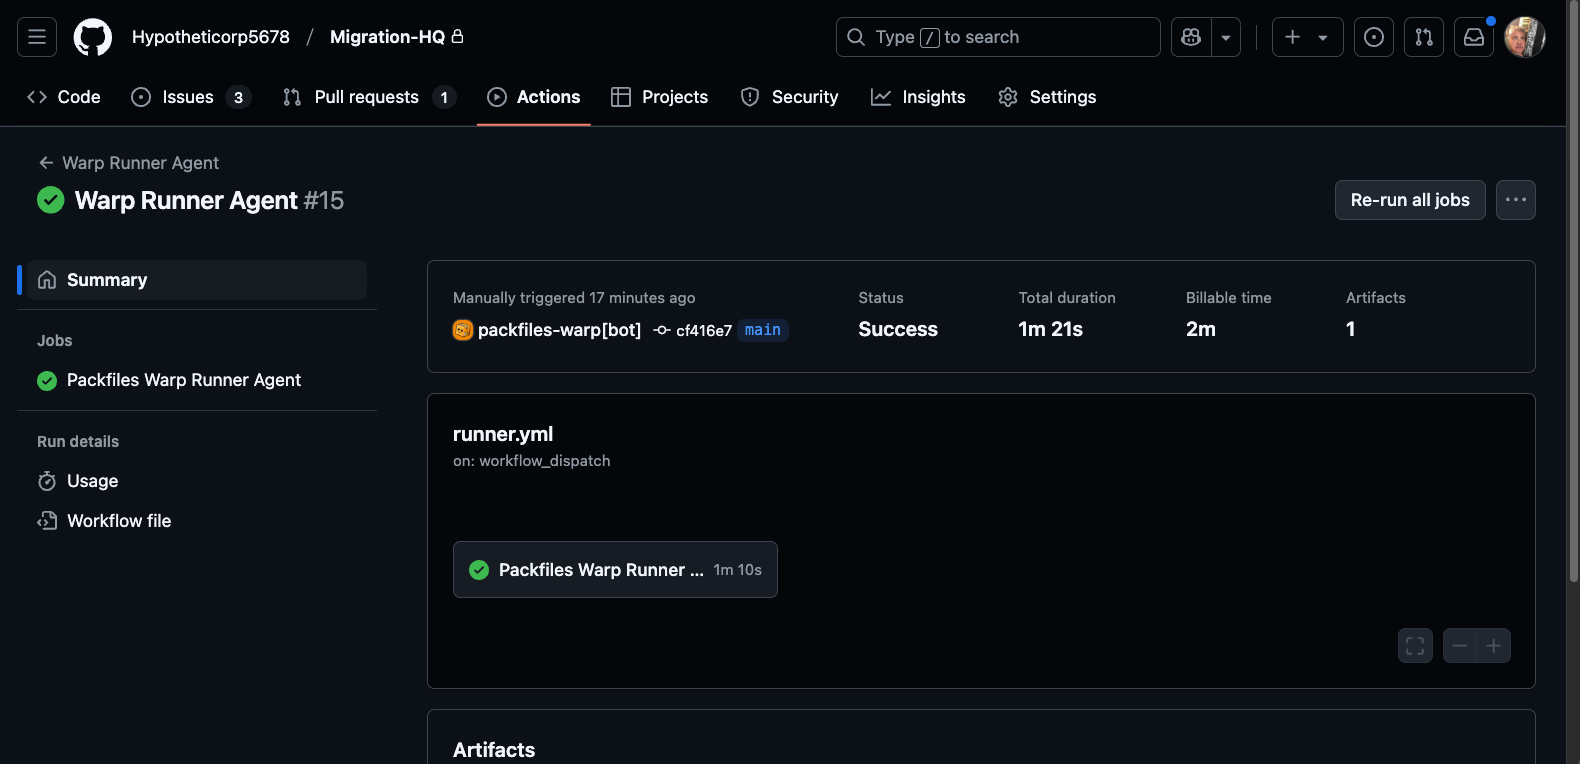 Hypotheticorp5678 / Migration-HQ
Type / to search
Code
Issues 3
Pull requests 1
Actions
Projects
Security
Insights
Settings
Warp Runner Agent
Warp Runner Agent #15
Re-run all jobs
Summary
Jobs
Packfiles Warp Runner Agent
Run details
Usage
Workflow file
Manually triggered 17 minutes ago
packfiles-warp[bot] cf416e7 main
Status
Success
Total duration
1m 21s
Billable time
2m
Artifacts
1
runner.yml
on: workflow_dispatch
Packfiles Warp Runner ... 1m 10s
Artifacts